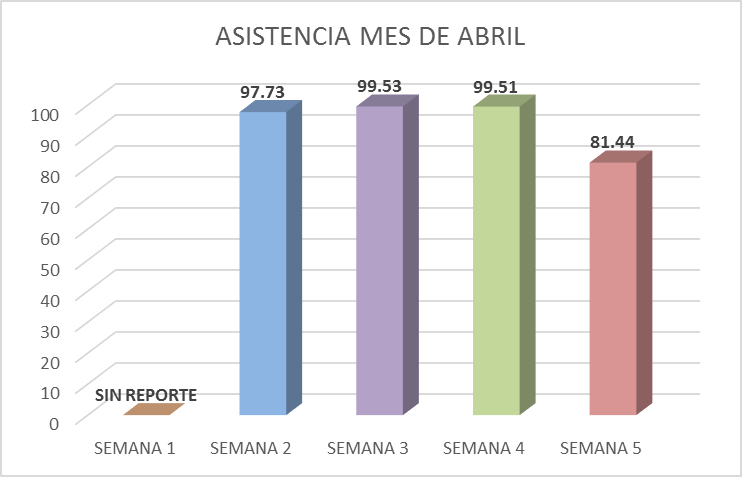 ASISTENCIA MES DE ABRIL
97.73
99.53
99.51
81.44
SIN REPORTE
100
90
80
70
60
50
40
30
20
10
0
SEMANA 1
SEMANA 2
SEMANA 3
SEMANA 4
SEMANA 5